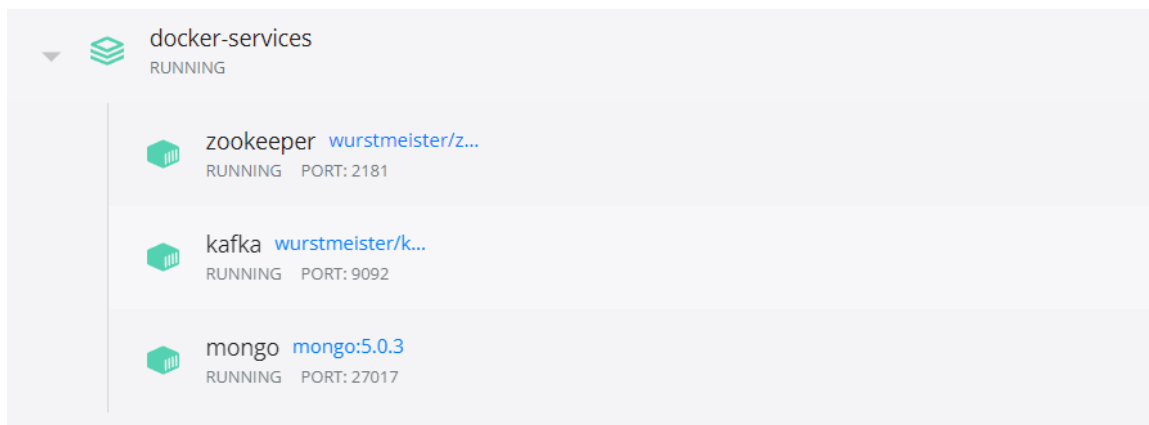 docker-services
RUNNING
zookeeper wurstmeister/z...
RUNNING PORT: 2181
kafka wurstmeister/k...
RUNNING PORT: 9092
mongo mongo:5.0.3
RUNNING PORT: 27017